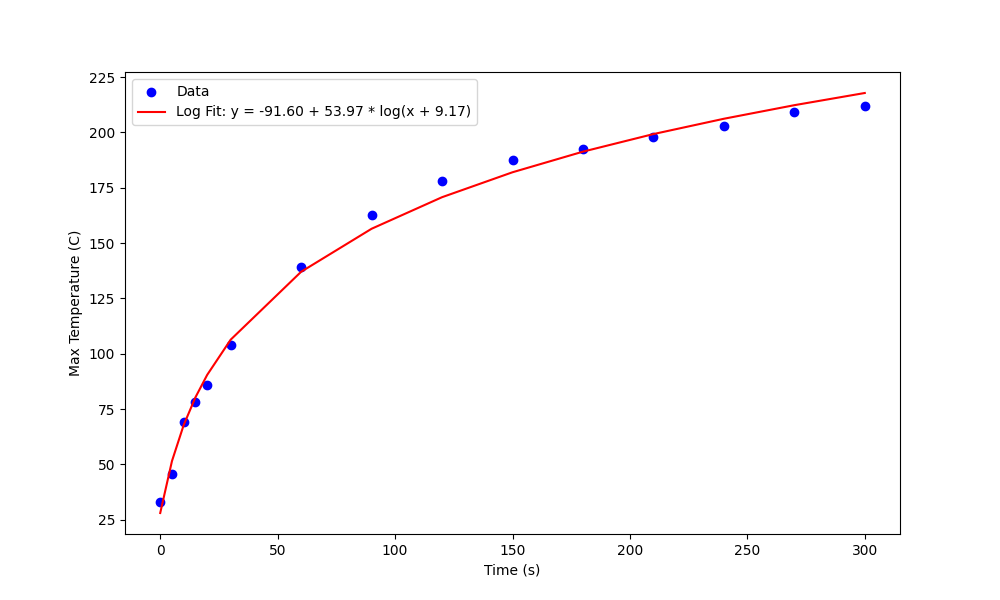 Data
Log Fit: y = -91.60 + 53.97 * log(x + 9.17)
Max Temperature (C)
225
200
175
150
125
100
75
50
25
0 50 100 150 200 250 300
Time (s)